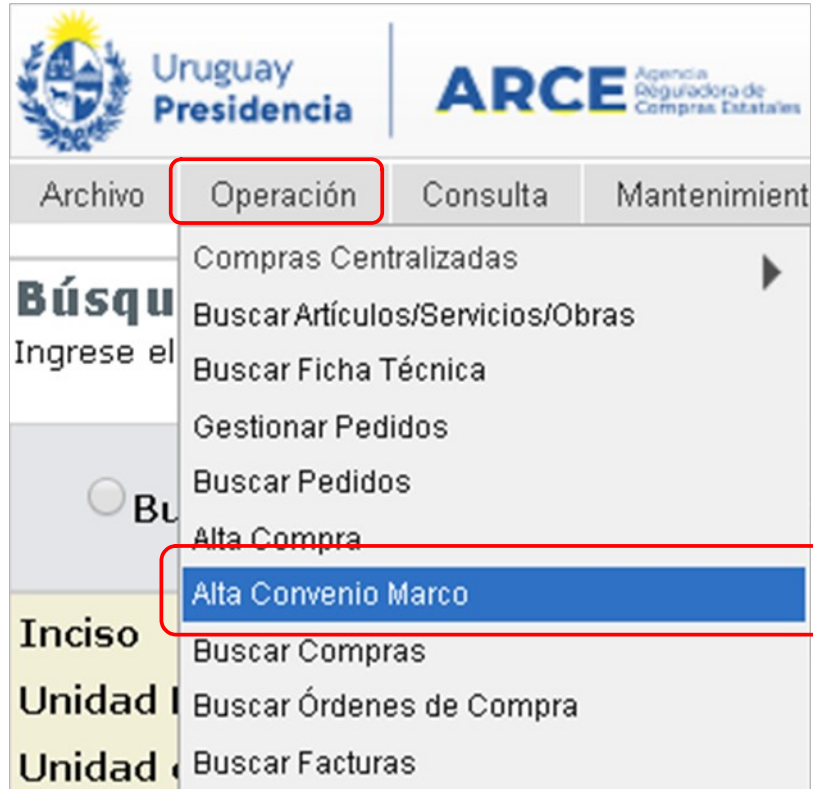 Uruguay
Presidencia
ARCE
Agencia
Reguladora de
Compras Estatales
Archivo Operación Consulta Mantenimient
Compras Centralizadas
Búsqu
Buscar Artículos/Servicios/Obras
Ingrese el
Buscar Ficha Técnica
Gestionar Pedidos
Buscar Pedidos
Bu
Alta Compra
Alta Convenio Marco
Inciso
Buscar Compras
Unidad
Buscar Órdenes de Compra
Unidad
Buscar Facturas